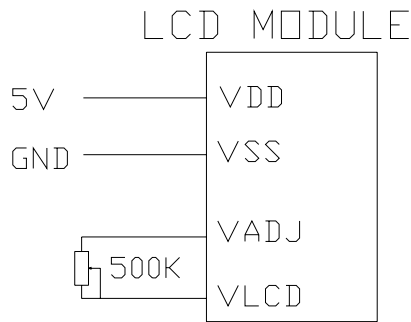 LCD MODULE
5V VDD
GND VSS
VADJ
500K
VLCD